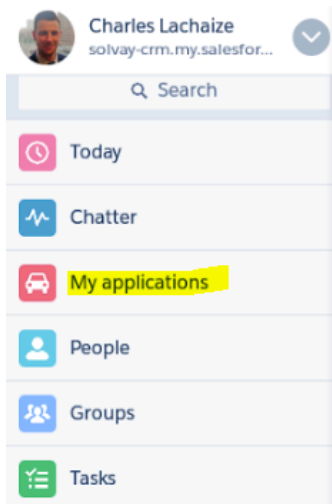 Charles Lachaize
solvay-crm.my.salesfor...
Search
Today
Chatter
My applications
People
Groups
Tasks